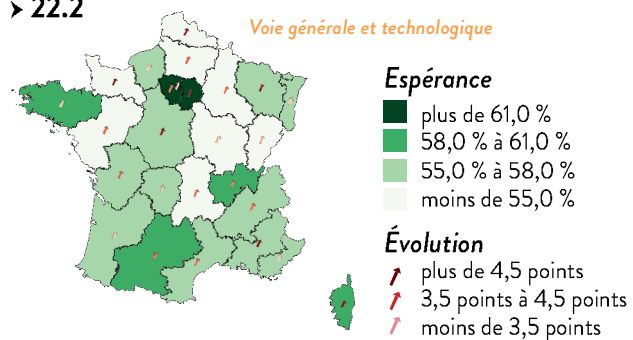 ➤ 22.2
Voie générale et technologique
Espérance
plus de 61,0 %
58,0 % à 61,0 %
55,0 % à 58,0 %
moins de 55,0 %
Évolution
plus de 4,5 points
3,5 points à 4,5 points
moins de 3,5 points